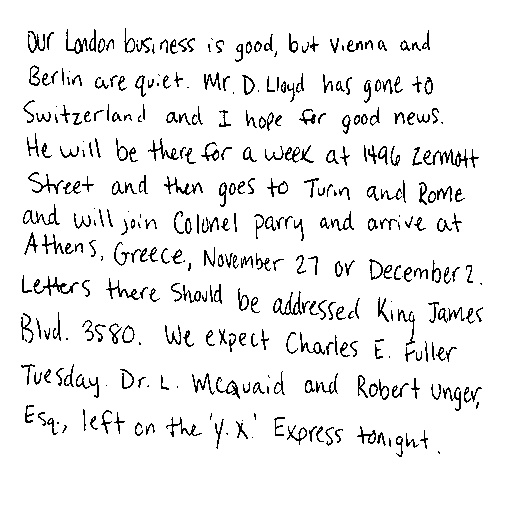 Our London business is good, but Vienna and
Berlin are quiet. Mr. D. Lloyd has gone to
Switzerland and I hope for good news.
He will be there for a week at 1496 Zermott
Street and then goes to Turin and Rome
and will join Colonel Parry and arrive at
Athens, Greece, November 27 or December 2.
Letters there should be addressed King James
Blvd. 3580. We expect Charles E. Fuller
Tuesday. Dr. L. McQuaid and Robert Unger,
Esq., left on the 'Y.X.' Express tonight.